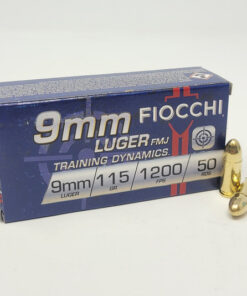 9mm FIOCCHI
LUGER FMJ
TRAINING DYNAMICS
9mm 115 1200 50
LUGER GR FPS RDS